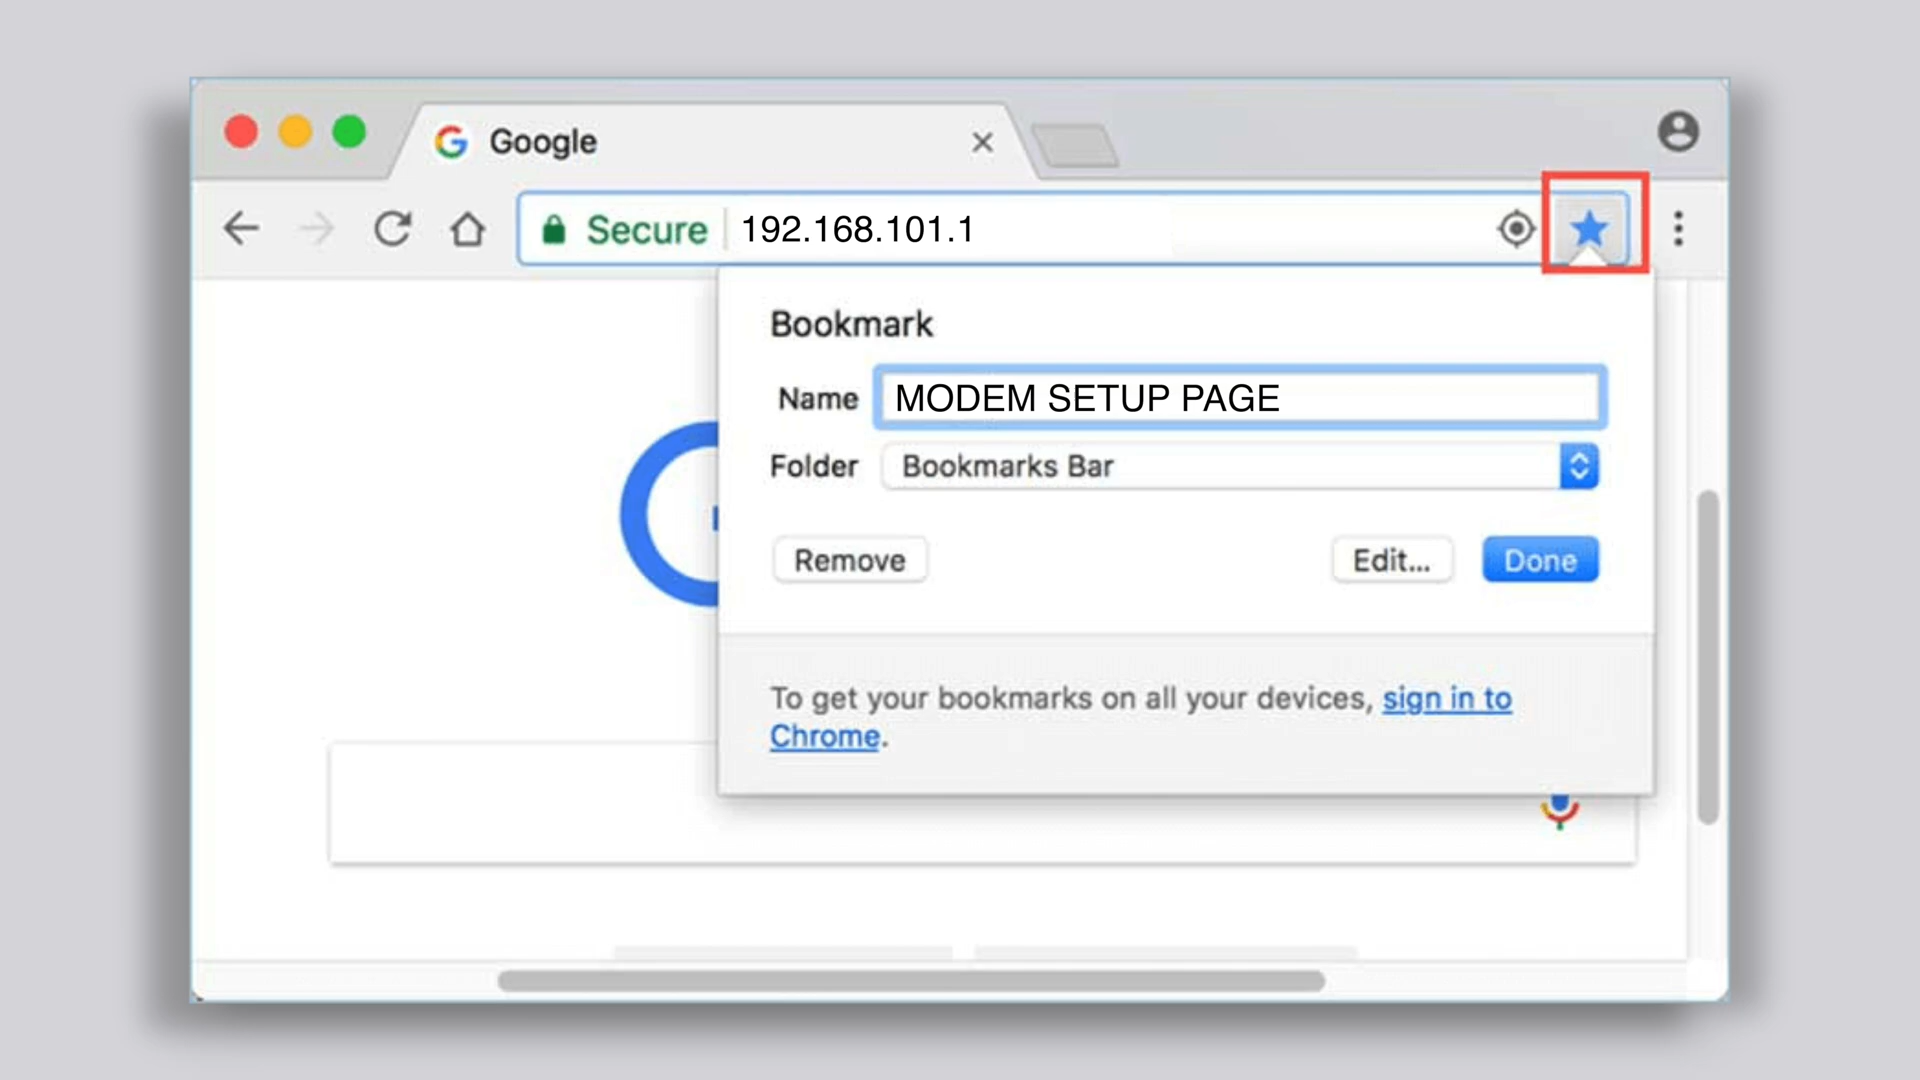 Google
Secure 192.168.101.1
Bookmark
Name MODEM SETUP PAGE
Folder Bookmarks Bar
Remove Edit... Done
To get your bookmarks on all your devices, sign in to
Chrome.